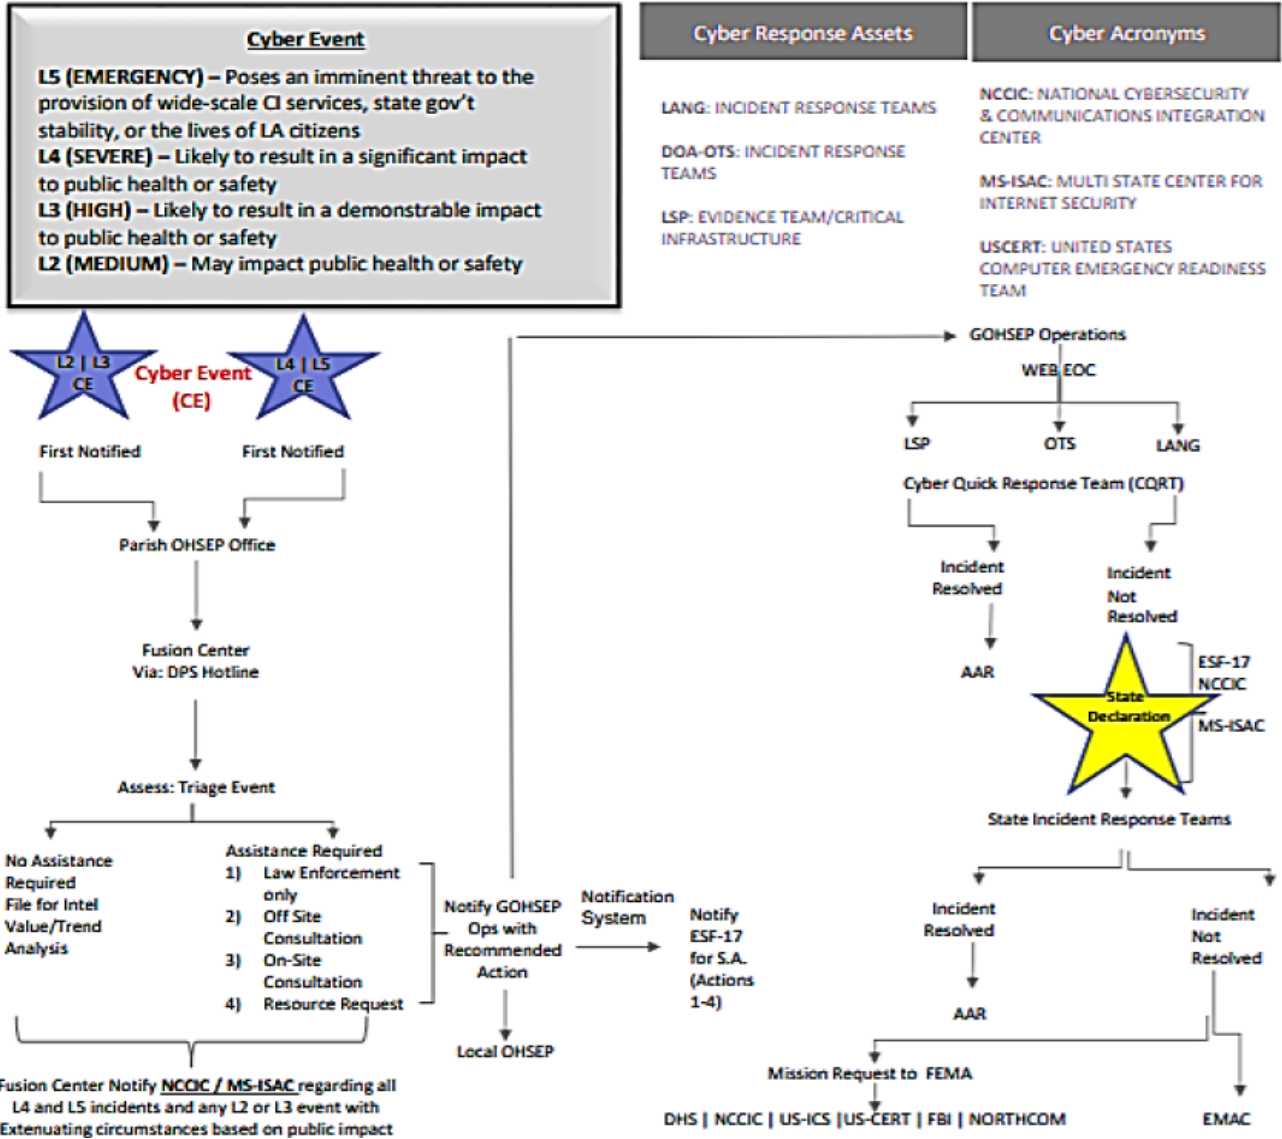 Cyber Event
L5 (EMERGENCY) – Poses an imminent threat to the
provision of wide-scale CI services, state gov't
stability, or the lives of LA citizens
L4 (SEVERE) – Likely to result in a significant impact
to public health or safety
L3 (HIGH) – Likely to result in a demonstrable impact
to public health or safety
L2 (MEDIUM) – May impact public health or safety
Cyber Response Assets
LANG: INCIDENT RESPONSE TEAMS
DOA-OTS: INCIDENT RESPONSE
TEAMS
LSP: EVIDENCE TEAM/CRITICAL
INFRASTRUCTURE
Cyber Acronyms
NCCIC: NATIONAL CYBERSECURITY
& COMMUNICATIONS INTEGRATION
CENTER
MS-ISAC: MULTI STATE CENTER FOR
INTERNET SECURITY
USCERT: UNITED STATES
COMPUTER EMERGENCY READINESS
TEAM
L2 | L3
CE
Cyber Event
(CE)
L4 | L5
CE
First Notified
First Notified
Parish OHSEP Office
Fusion Center
Via: DPS Hotline
Assess: Triage Event
No Assistance
Required
File for Intel
Value/Trend
Analysis
Assistance Required
1) Law Enforcement
only
2) Off Site
Consultation
3) On-Site
Consultation
4) Resource Request
Fusion Center Notify NCCIC / MS-ISAC regarding all
L4 and L5 incidents and any L2 or L3 event with
Extenuating circumstances based on public impact
Notify GOHSEP
Ops with
Recommended
Action
Local OHSEP
Notification
System
Notify
ESF-17
for S.A.
(Actions
1-4)
GOHSEP Operations
WEB EOC
LSP
OTS
LANG
Cyber Quick Response Team (CQRT)
Incident
Resolved
AAR
Incident
Not
Resolved
State
Declaration
ESF-17
NCCIC
MS-ISAC
State Incident Response Teams
Incident
Resolved
AAR
Incident
Not
Resolved
Mission Request to FEMA
DHS | NCCIC | US-ICS |US-CERT | FBI | NORTHCOM
EMAC